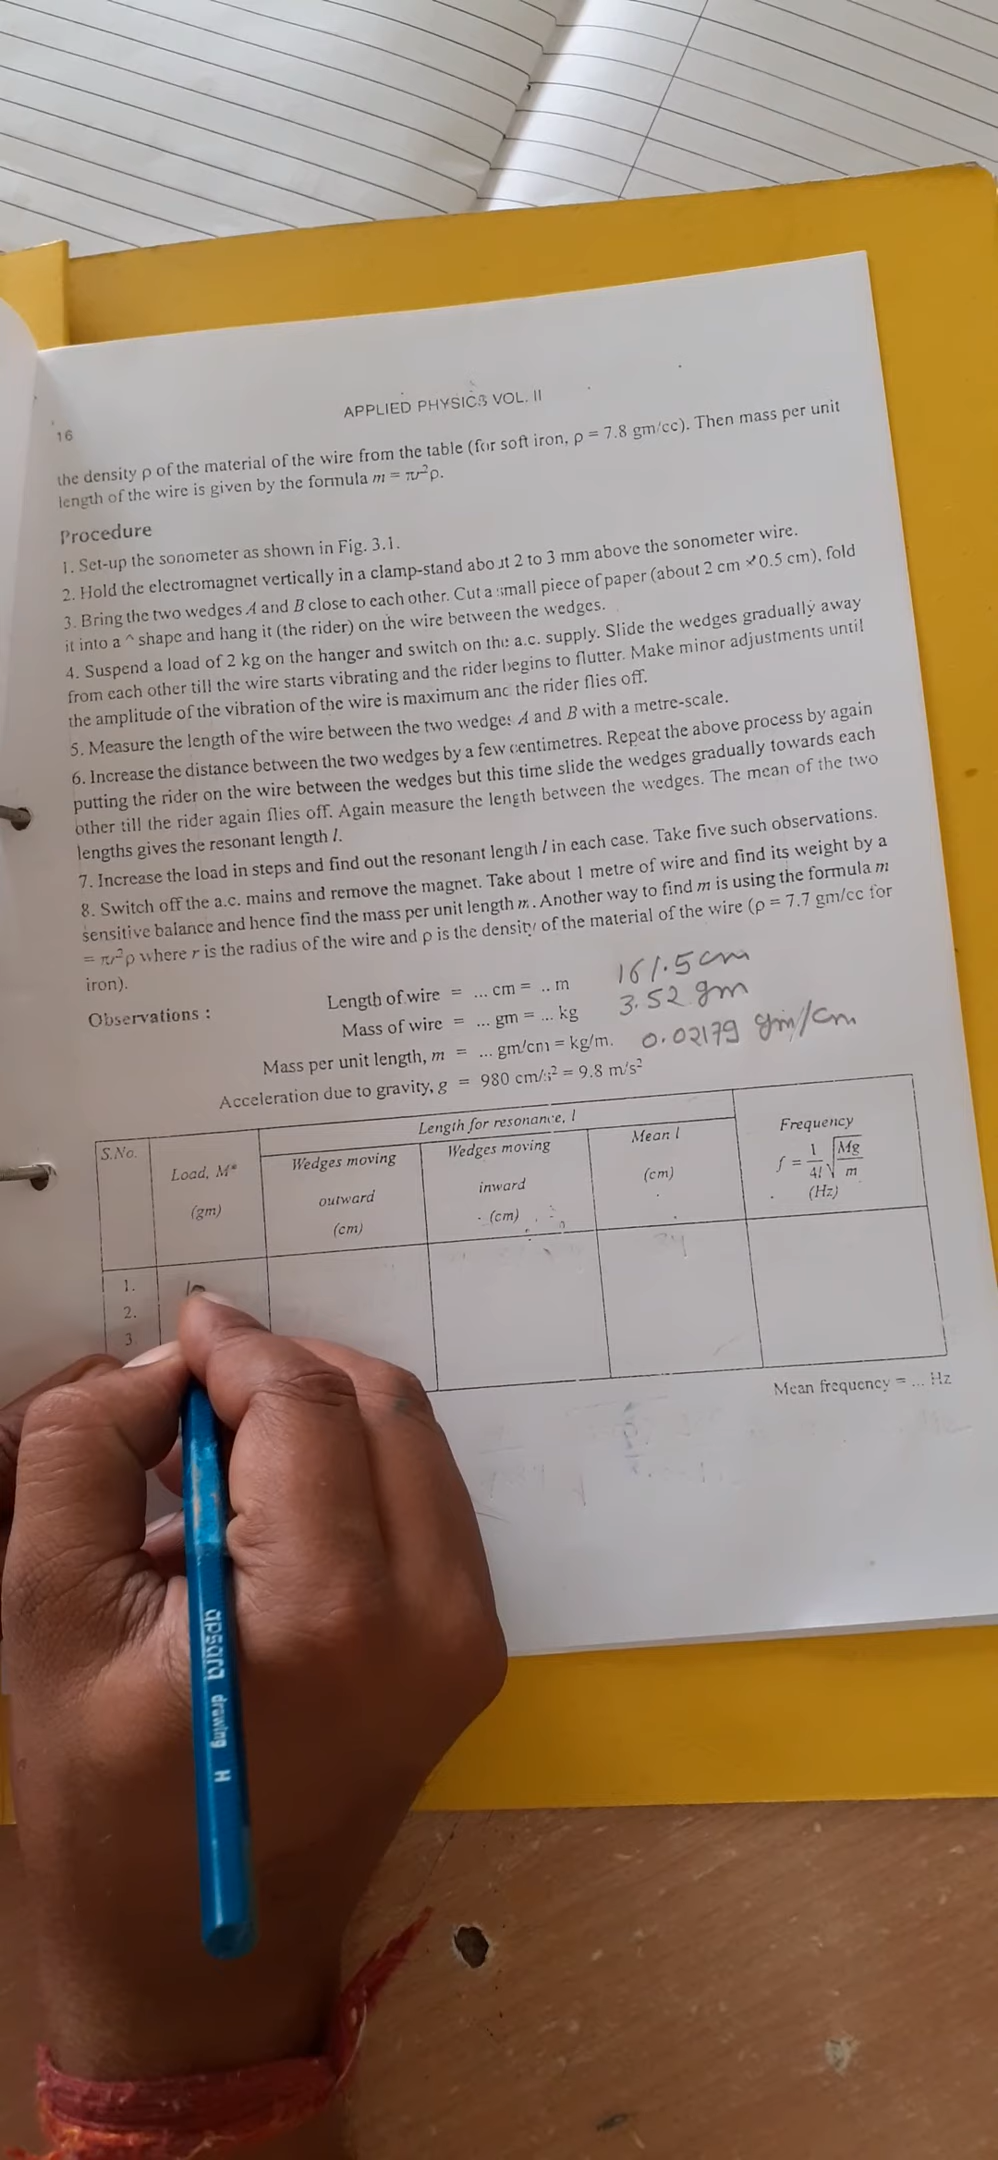 APPLIED PHYSICS VOL. II
16
the density ρ of the material of the wire from the table (for soft iron, ρ = 7.8 gm/cc). Then mass per unit
length of the wire is given by the formula m = πr²ρ.
Procedure
1. Set-up the sonometer as shown in Fig. 3.1.
2. Hold the electromagnet vertically in a clamp-stand about 2 to 3 mm above the sonometer wire.
3. Bring the two wedges A and B close to each other. Cut a small piece of paper (about 2 cm × 0.5 cm), fold
it into a ^ shape and hang it (the rider) on the wire between the wedges.
4. Suspend a load of 2 kg on the hanger and switch on the a.c. supply. Slide the wedges gradually away
from each other till the wire starts vibrating and the rider begins to flutter. Make minor adjustments until
the amplitude of the vibration of the wire is maximum and the rider flies off.
5. Measure the length of the wire between the two wedges A and B with a metre-scale.
6. Increase the distance between the two wedges by a few centimetres. Repeat the above process by again
putting the rider on the wire between the wedges but this time slide the wedges gradually towards each
other till the rider again flies off. Again measure the length between the wedges. The mean of the two
lengths gives the resonant length l.
7. Increase the load in steps and find out the resonant length l in each case. Take five such observations.
8. Switch off the a.c. mains and remove the magnet. Take about 1 metre of wire and find its weight by a
sensitive balance and hence find the mass per unit length m. Another way to find m is using the formula m
= πr²ρ where r is the radius of the wire and ρ is the density of the material of the wire (ρ = 7.7 gm/cc for
iron).
Observations : Length of wire = ... cm = .. m 161.5 cm
Mass of wire = ... gm = ... kg 3.52 gm
Mass per unit length, m = ... gm/cm = kg/m. 0.02179 gm/cm
Acceleration due to gravity, g = 980 cm/s² = 9.8 m/s²
S.No. Load, M* (gm) Length for resonance, l Frequency
Wedges moving outward (cm) Wedges moving inward (cm) Mean l (cm) f = 1/4l √Mg/m (Hz)
1.
2.
3
Mean frequency = ... Hz
apsara drawing H